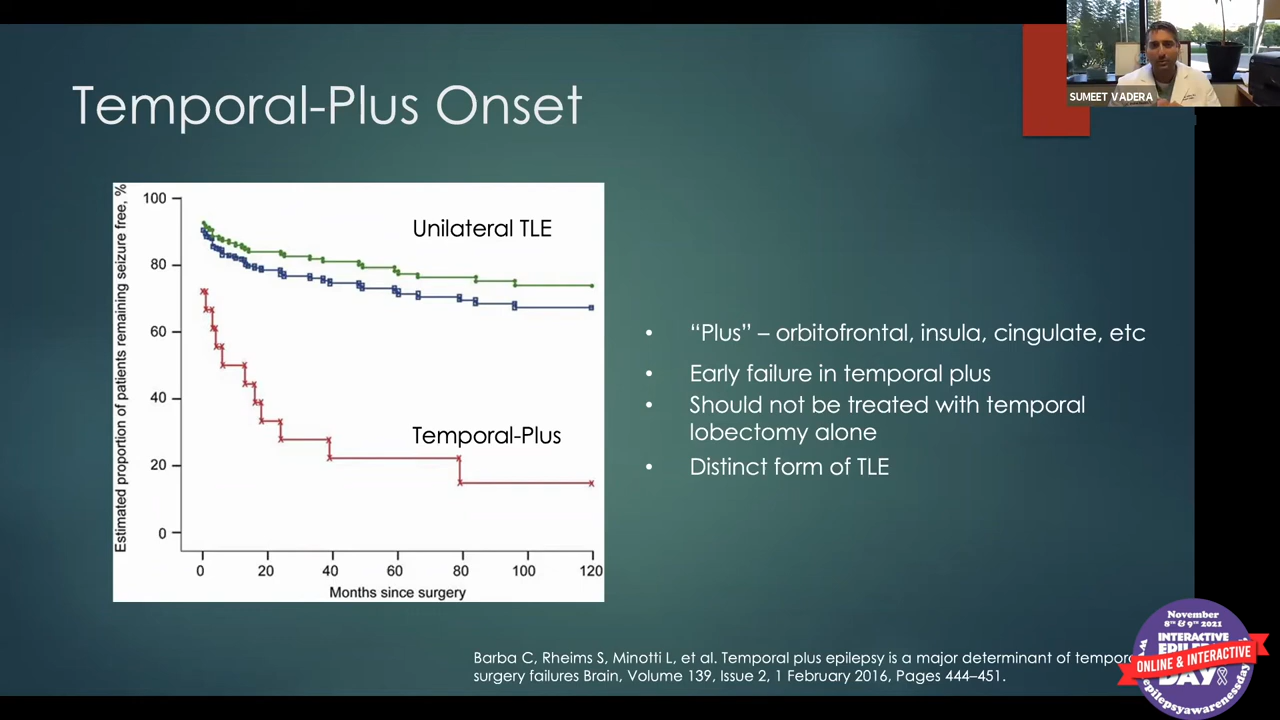 SUMEET VADERA
Temporal-Plus Onset
Estimated proportion of patients remaining seizure free, %
100
80
60
40
20
0
Unilateral TLE
Temporal-Plus
0 20 40 60 80 100 120
Months since surgery
• “Plus” – orbitofrontal, insula, cingulate, etc
• Early failure in temporal plus
• Should not be treated with temporal
lobectomy alone
• Distinct form of TLE
Barba C, Rheims S, Minotti L, et al. Temporal plus epilepsy is a major determinant of
surgery failures Brain, Volume 139, Issue 2, 1 February 2016, Pages 444–451.
November
8th & 9th 2021
INTERACTIVE
ONLINE & INTERACTIVE
DAY